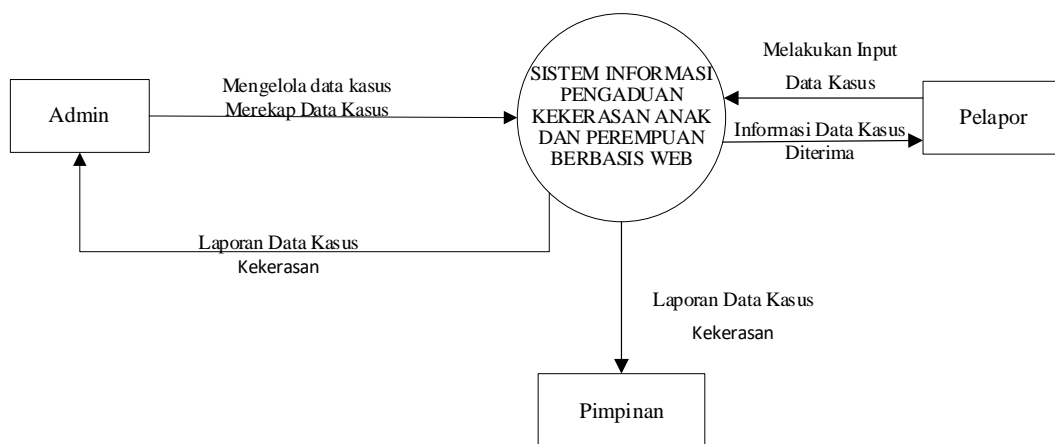 Admin
Mengelola data kasus
Merekap Data Kasus
SISTEM INFORMASI
PENGADUAN
KEKERASAN ANAK
DAN PEREMPUAN
BERBASIS WEB
Melakukan Input
Data Kasus
Informasi Data Kasus
Diterima
Pelapor
Laporan Data Kasus
Kekerasan
Laporan Data Kasus
Kekerasan
Pimpinan